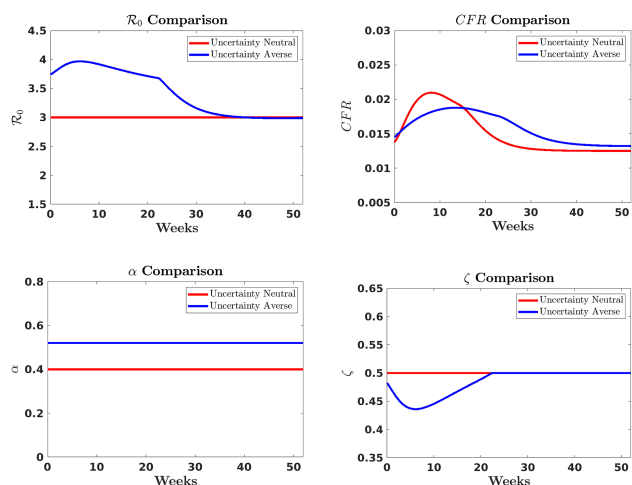 R₀ Comparison
4.5
4
3.5
3
2.5
2
1.5
R₀
0 10 20 30 40 50
Weeks
Uncertainty Neutral
Uncertainty Averse
CFR Comparison
0.03
0.025
0.02
0.015
0.01
0.005
CFR
0 10 20 30 40 50
Weeks
Uncertainty Neutral
Uncertainty Averse
α Comparison
0.8
0.6
0.4
0.2
0
α
0 10 20 30 40 50
Weeks
Uncertainty Neutral
Uncertainty Averse
ζ Comparison
0.65
0.6
0.55
0.5
0.45
0.4
0.35
ζ
0 10 20 30 40 50
Weeks
Uncertainty Neutral
Uncertainty Averse